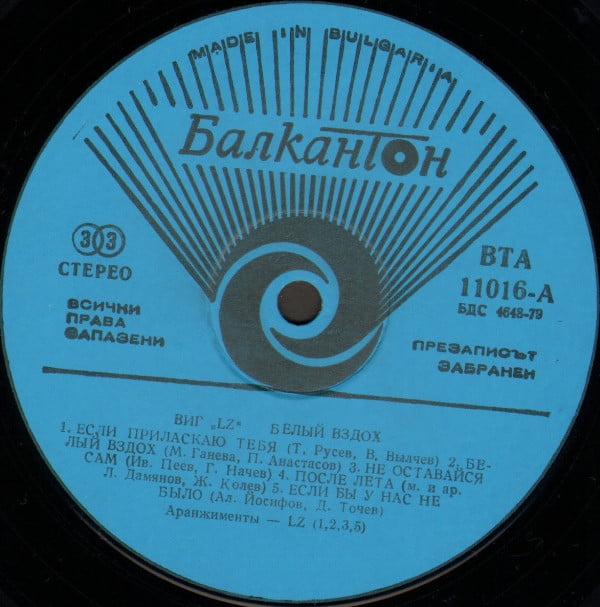 MADE IN BULGARIA
Балкантон
33
СТЕРЕО
ВСИЧКИ
ПРАВА
ЗАПАЗЕНИ
ВТА
11016-А
БДС 4648-79
ПРЕЗАПИСЪТ
ЗАБРАНЕН
ВИГ „LZ“ БЕЛЫЙ ВЗДОХ
1. ЕСЛИ ПРИЛАСКАЮ ТЕБЯ (Т. Русев, В. Вылчев) 2. БЕ-
ЛЫЙ ВЗДОХ (М. Ганева, П. Анастасов) 3. НЕ ОСТАВАЙСЯ
САМ (Ив. Пеев, Г. Начев) 4. ПОСЛЕ ЛЕТА (м. и ар.
Л. Дамянов, Ж. Колев) 5. ЕСЛИ БЫ У НАС НЕ
БЫЛО (Ал. Йосифов, Д. Точев)
Аранжименты — LZ (1,2,3,5)